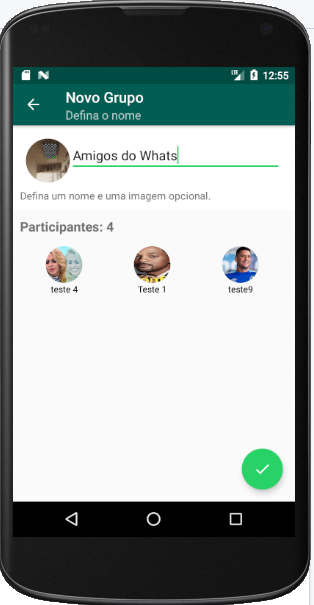 LTE 12:55
Novo Grupo
Defina o nome
Amigos do Whats
Defina um nome e uma imagem opcional.
Participantes: 4
teste 4 Teste 1 teste9